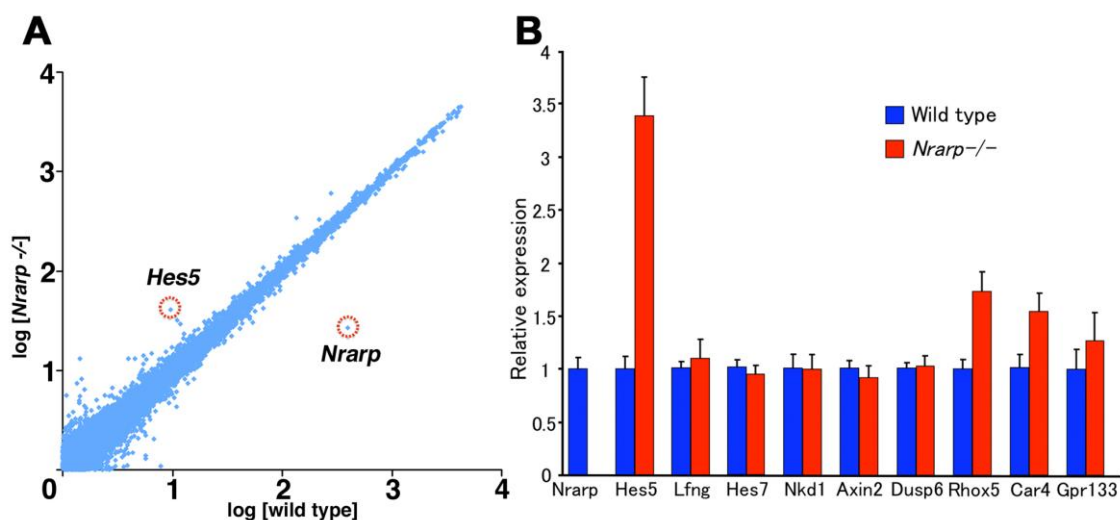 A
4
3
2
1
0
1
2
3
4
log [Nrarp -/-]
log [wild type]
Hes5
Nrarp
B
4
3.5
3
2.5
2
1.5
1
0.5
0
Relative expression
Wild type
Nrarp-/-
Nrarp Hes5 Lfng Hes7 Nkd1 Axin2 Dusp6 Rhox5 Car4 Gpr133